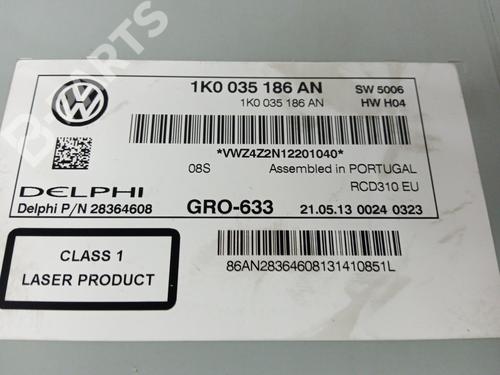 1K0 035 186 AN SW 5006
1K0 035 186 AN HW H04
*VWZ4Z2N12201040*
08S Assembled in PORTUGAL
RCD310 EU
DELPHI
Delphi P/N 28364608 GRO-633 21.05.13 0024 0323
CLASS 1
LASER PRODUCT
86AN28364608131410851L